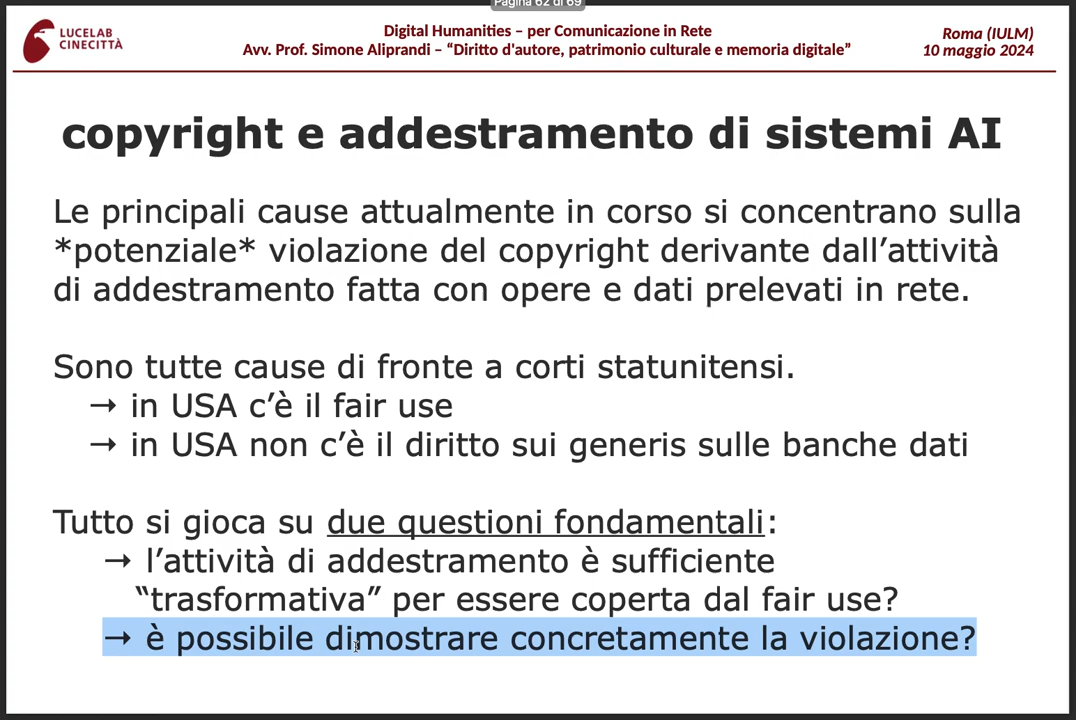 Pagina 62 di 69
LUCELAB
CINECITTÀ
Digital Humanities – per Comunicazione in Rete
Avv. Prof. Simone Aliprandi – “Diritto d'autore, patrimonio culturale e memoria digitale”
Roma (IULM)
10 maggio 2024
copyright e addestramento di sistemi AI
Le principali cause attualmente in corso si concentrano sulla
*potenziale* violazione del copyright derivante dall’attività
di addestramento fatta con opere e dati prelevati in rete.
Sono tutte cause di fronte a corti statunitensi.
→ in USA c’è il fair use
→ in USA non c’è il diritto sui generis sulle banche dati
Tutto si gioca su due questioni fondamentali:
→ l’attività di addestramento è sufficiente
“trasformativa” per essere coperta dal fair use?
→ è possibile dimostrare concretamente la violazione?